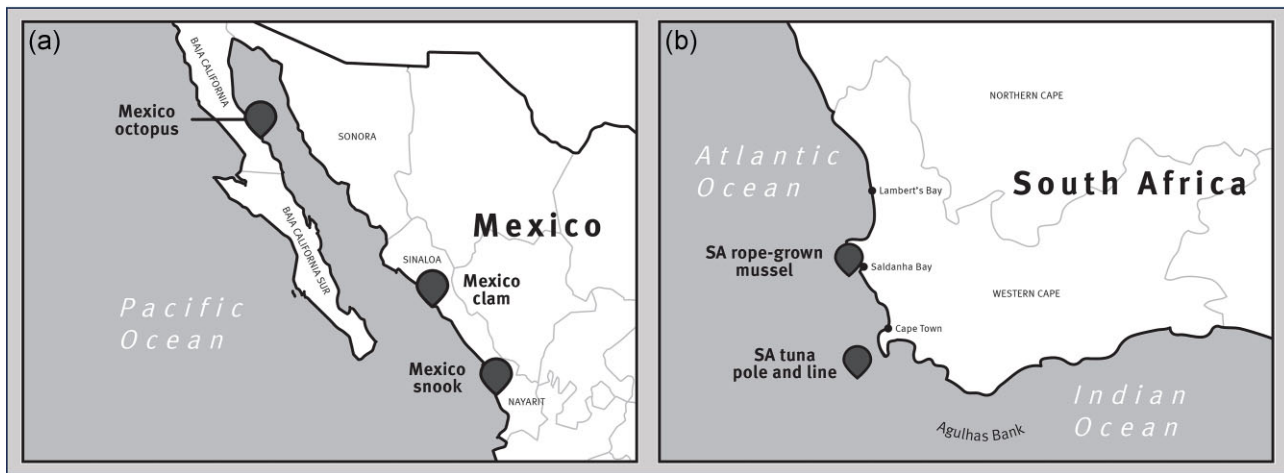 (a)
BAJA CALIFORNIA
Mexico
octopus
SONORA
Mexico
BAJA CALIFORNIA SUR
SINALOA
Mexico
clam
Pacific
Ocean
Mexico
snook
NAYARIT
(b)
NORTHERN CAPE
Atlantic
Ocean
South Africa
Lambert's Bay
SA rope-grown
mussel
Saldanha Bay
WESTERN CAPE
Cape Town
SA tuna
pole and line
Indian
Ocean
Agulhas Bank